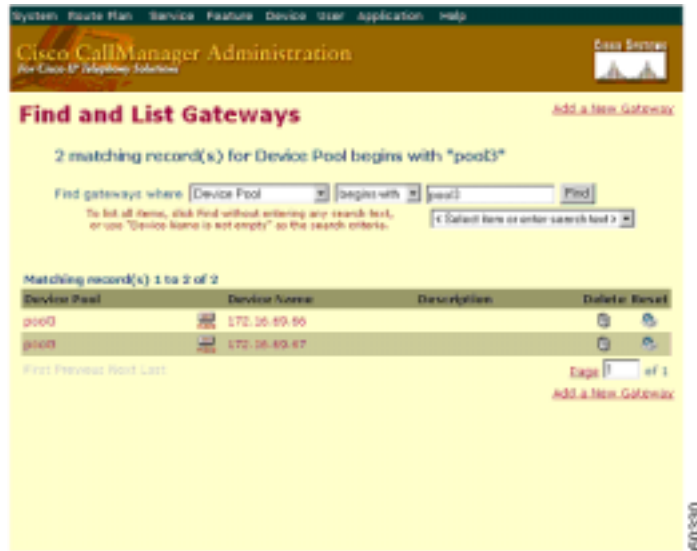 System Route Plan Service Feature Device User Application Help
Cisco CallManager Administration
For Cisco IP Telephony Solutions
Cisco Systems
Find and List Gateways
Add a New Gateway
2 matching record(s) for Device Pool begins with "pool3"
Find gateways where Device Pool begins with pool3 Find
To list all items, click Find without entering any search text,
or use "Device Name is not empty" as the search criteria.
< Select item or enter search text >
Matching record(s) 1 to 2 of 2
Device Pool Device Name Description Delete Reset
pool3 172.16.69.66
pool3 172.16.69.67
First Previous Next Last
Page 1 of 1
Add a New Gateway